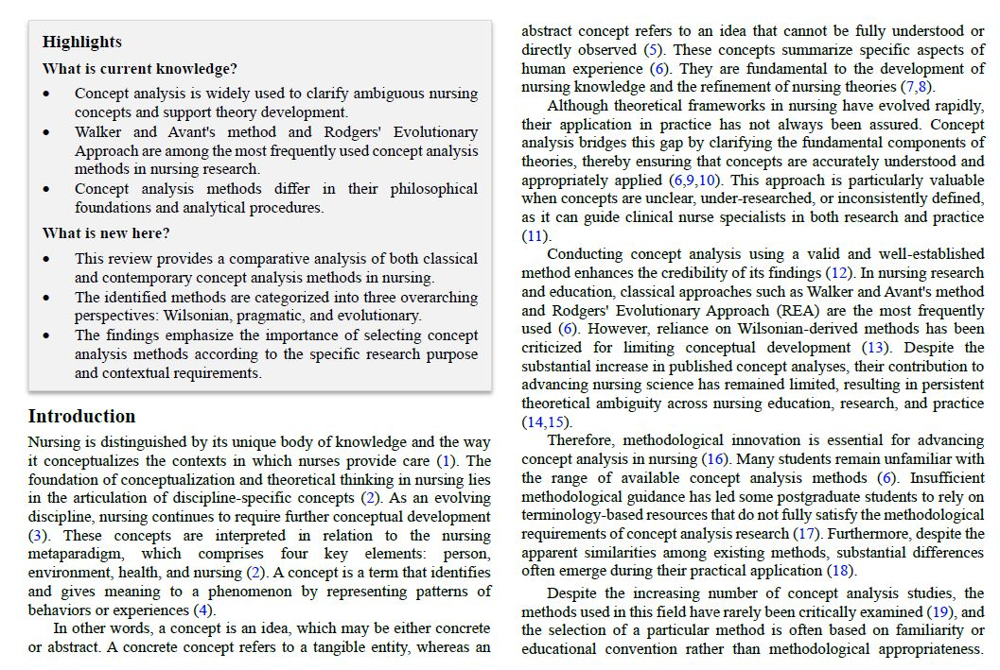 Highlights
What is current knowledge?
• Concept analysis is widely used to clarify ambiguous nursing
concepts and support theory development.
• Walker and Avant's method and Rodgers' Evolutionary
Approach are among the most frequently used concept analysis
methods in nursing research.
• Concept analysis methods differ in their philosophical
foundations and analytical procedures.
What is new here?
• This review provides a comparative analysis of both classical
and contemporary concept analysis methods in nursing.
• The identified methods are categorized into three overarching
perspectives: Wilsonian, pragmatic, and evolutionary.
• The findings emphasize the importance of selecting concept
analysis methods according to the specific research purpose
and contextual requirements.
Introduction
Nursing is distinguished by its unique body of knowledge and the way
it conceptualizes the contexts in which nurses provide care (1). The
foundation of conceptualization and theoretical thinking in nursing lies
in the articulation of discipline-specific concepts (2). As an evolving
discipline, nursing continues to require further conceptual development
(3). These concepts are interpreted in relation to the nursing
metaparadigm, which comprises four key elements: person,
environment, health, and nursing (2). A concept is a term that identifies
and gives meaning to a phenomenon by representing patterns of
behaviors or experiences (4).
In other words, a concept is an idea, which may be either concrete
or abstract. A concrete concept refers to a tangible entity, whereas an
abstract concept refers to an idea that cannot be fully understood or
directly observed (5). These concepts summarize specific aspects of
human experience (6). They are fundamental to the development of
nursing knowledge and the refinement of nursing theories (7,8).
Although theoretical frameworks in nursing have evolved rapidly,
their application in practice has not always been assured. Concept
analysis bridges this gap by clarifying the fundamental components of
theories, thereby ensuring that concepts are accurately understood and
appropriately applied (6,9,10). This approach is particularly valuable
when concepts are unclear, under-researched, or inconsistently defined,
as it can guide clinical nurse specialists in both research and practice
(11).
Conducting concept analysis using a valid and well-established
method enhances the credibility of its findings (12). In nursing research
and education, classical approaches such as Walker and Avant's method
and Rodgers' Evolutionary Approach (REA) are the most frequently
used (6). However, reliance on Wilsonian-derived methods has been
criticized for limiting conceptual development (13). Despite the
substantial increase in published concept analyses, their contribution to
advancing nursing science has remained limited, resulting in persistent
theoretical ambiguity across nursing education, research, and practice
(14,15).
Therefore, methodological innovation is essential for advancing
concept analysis in nursing (16). Many students remain unfamiliar with
the range of available concept analysis methods (6). Insufficient
methodological guidance has led some postgraduate students to rely on
terminology-based resources that do not fully satisfy the methodological
requirements of concept analysis research (17). Furthermore, despite the
apparent similarities among existing methods, substantial differences
often emerge during their practical application (18).
Despite the increasing number of concept analysis studies, the
methods used in this field have rarely been critically examined (19), and
the selection of a particular method is often based on familiarity or
educational convention rather than methodological appropriateness.